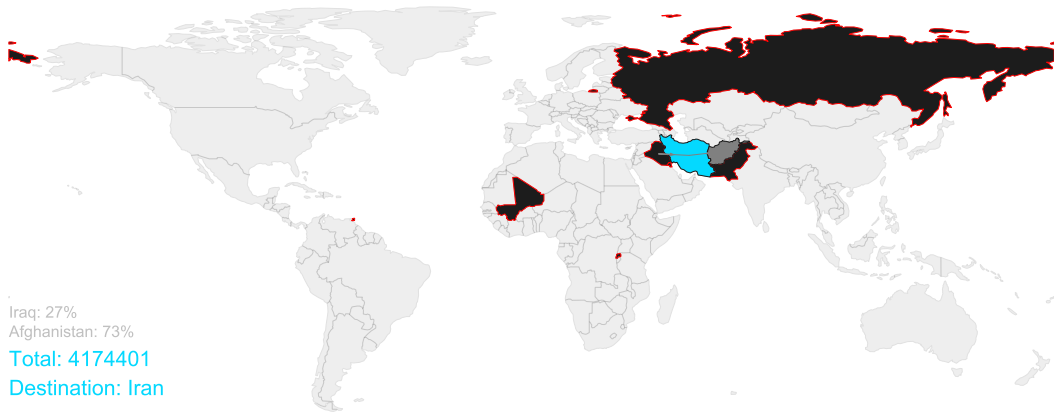 Iraq: 27%
Afghanistan: 73%
Total: 4174401
Destination: Iran